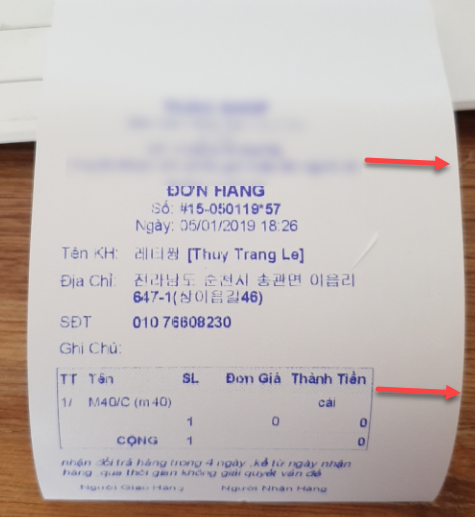 ĐƠN HÀNG
Số: #15-050119*57
Ngày: 05/01/2019 18:26
Tên KH: 레티쩡 [Thuy Trang Le]
Địa Chỉ: 전라남도 순천시 송광면 이읍리
647-1(상이읍길46)
SĐT 010 76608230
Ghi Chú:
TT Tên SL Đơn Giá Thành Tiền
1/ M40/C (m40) cái
1 0 0
CỘNG 1 0
nhận đổi trả hàng trong 4 ngày ,kể từ ngày nhận
hàng ,quá thời gian không giải quyết vấn đề
Người Giao Hàng Người Nhận Hàng